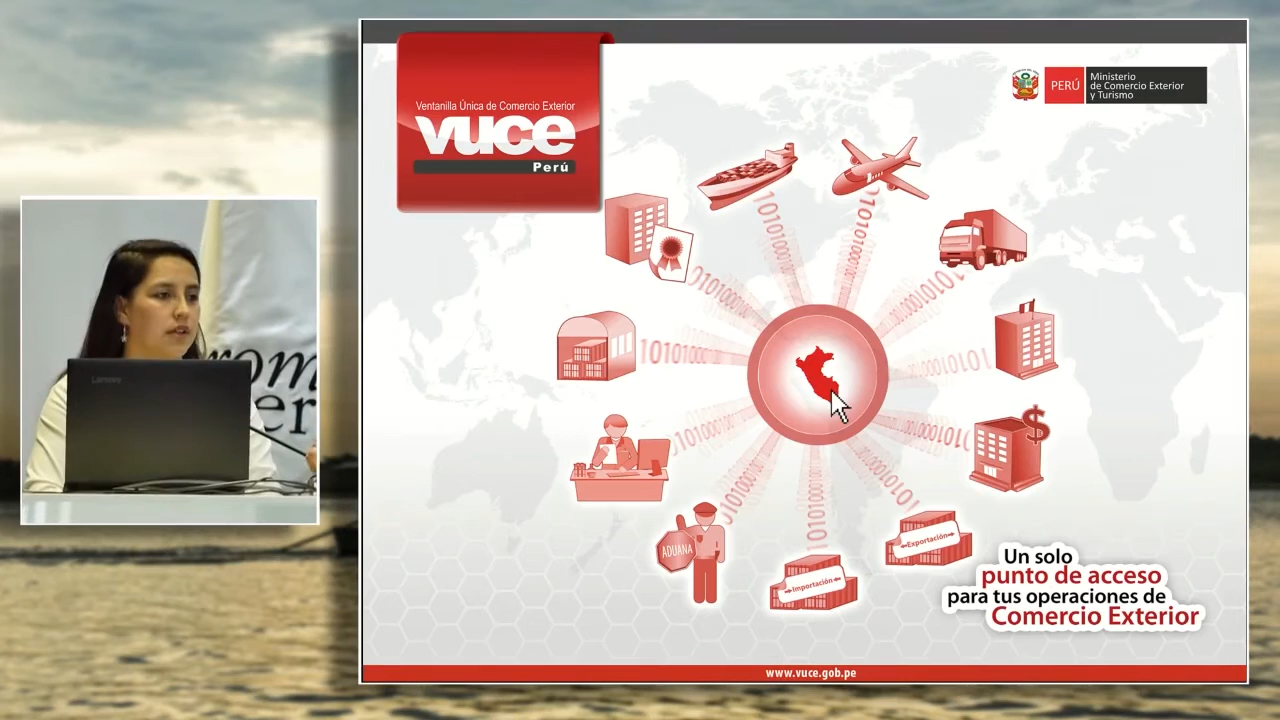 Ventanilla Única de Comercio Exterior
vuce
Perú
PERÚ
Ministerio
de Comercio Exterior
y Turismo
ADUANA
Importación
Exportación
Un solo
punto de acceso
para tus operaciones de
Comercio Exterior
www.vuce.gob.pe
Lenovo